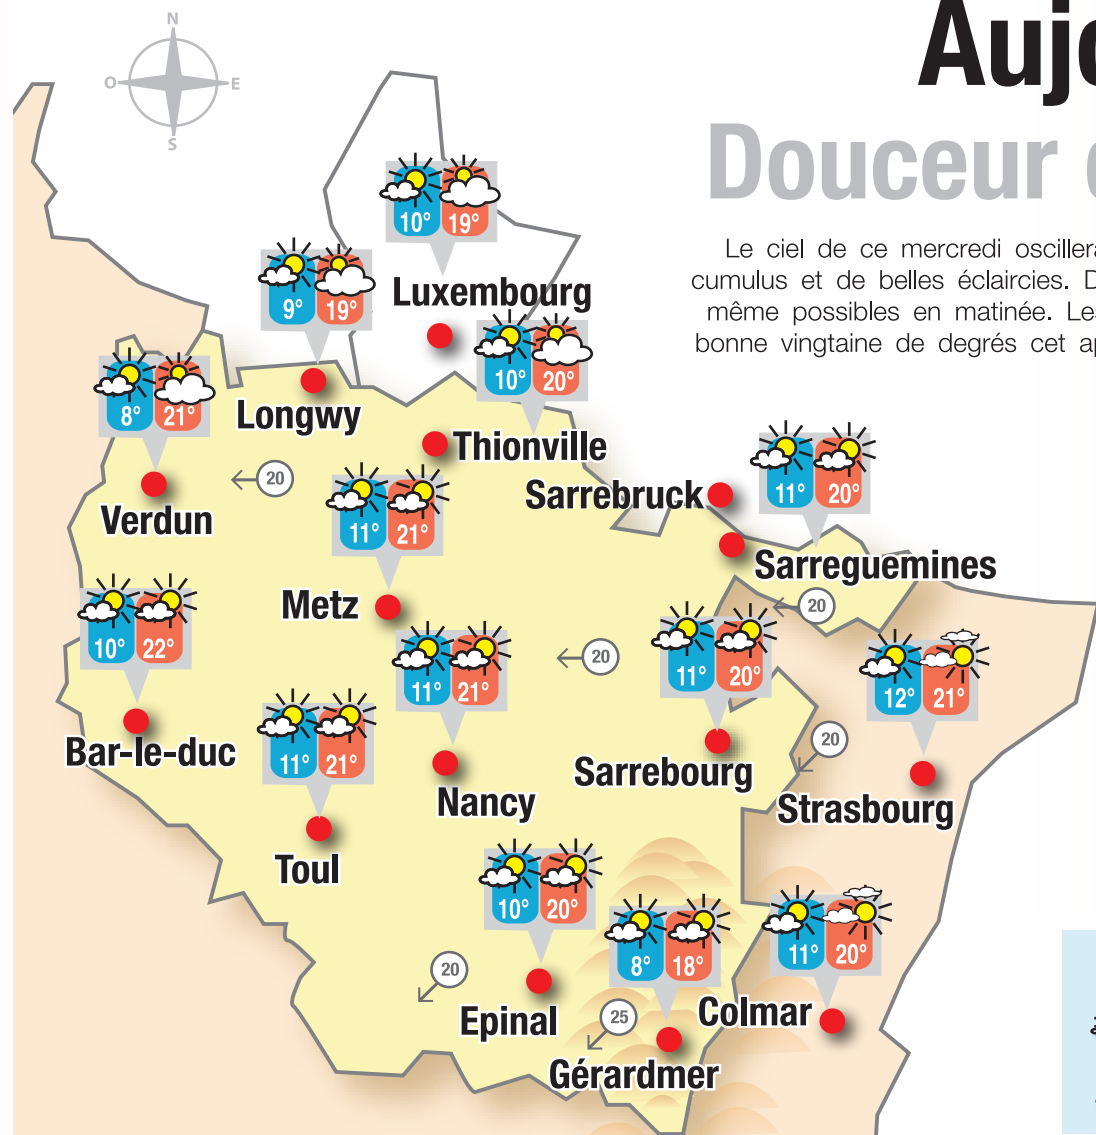 N
O
E
S
Douceur
Le ciel de ce mercredi
cumulus et de belles éclaircies.
même possibles en matinée. Les
bonne vingtaine de degrés cet
10° 19°
Luxembourg
9° 19°
Longwy
10° 20°
Thionville
8° 21°
Verdun
20
11° 20°
Sarrebruck
Sarreguemines
11° 21°
Metz
20
10° 22°
Bar-le-duc
11° 21°
Nancy
20
11° 20°
Sarrebourg
12° 21°
Strasbourg
20
11° 21°
Toul
10° 20°
Epinal
20
8° 18°
Gérardmer
25
11° 20°
Colmar